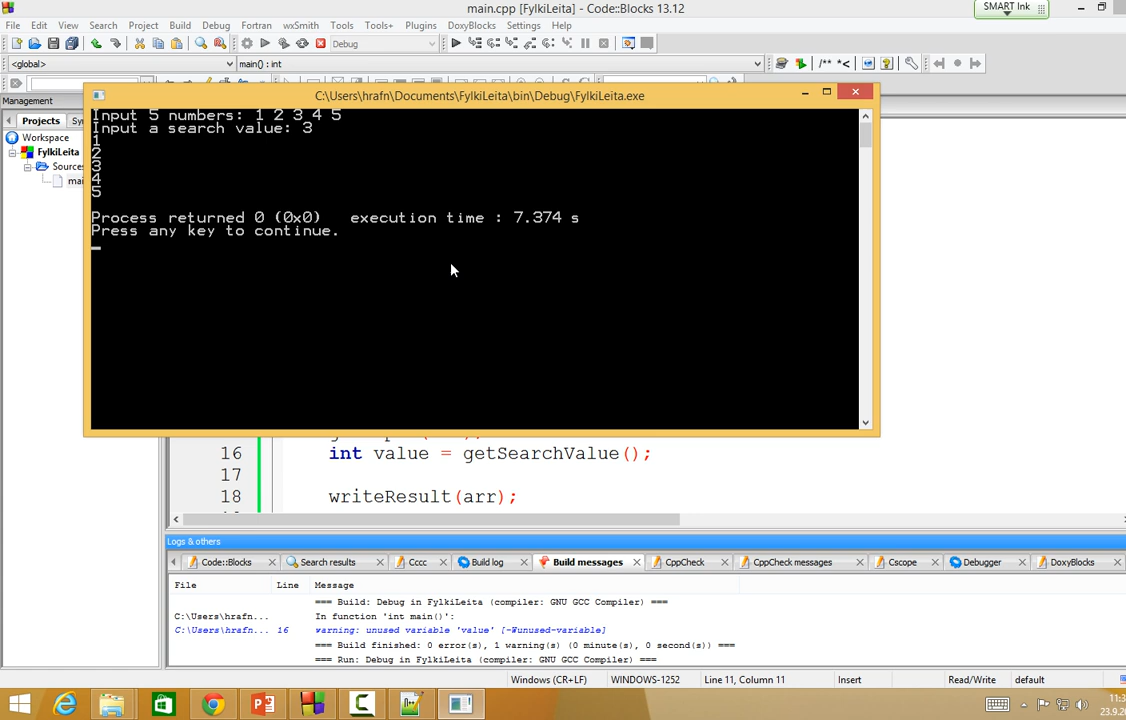 main.cpp [FylkiLeita] - Code::Blocks 13.12
SMART Ink
File Edit View Search Project Build Debug Fortran wxSmith Tools Tools+ Plugins DoxyBlocks Settings Help
Debug
<global> main() : int /** *<
C:\Users\hrafn\Documents\FylkiLeita\bin\Debug\FylkiLeita.exe
Management
Projects
Workspace
FylkiLeita
Sources
Input 5 numbers: 1 2 3 4 5
Input a search value: 3
1
2
3
4
5
Process returned 0 (0x0) execution time : 7.374 s
Press any key to continue.
16 int value = getSearchValue();
17
18 writeResult(arr);
Logs & others
Code::Blocks Search results Cccc Build log Build messages CppCheck CppCheck messages Cscope Debugger DoxyBlocks
File Line Message
=== Build: Debug in FylkiLeita (compiler: GNU GCC Compiler) ===
C:\Users\hrafn... In function 'int main()':
C:\Users\hrafn... 16 warning: unused variable 'value' [-Wunused-variable]
=== Build finished: 0 error(s), 1 warning(s) (0 minute(s), 0 second(s)) ===
=== Run: Debug in FylkiLeita (compiler: GNU GCC Compiler) ===
Windows (CR+LF) WINDOWS-1252 Line 11, Column 11 Insert Read/Write default